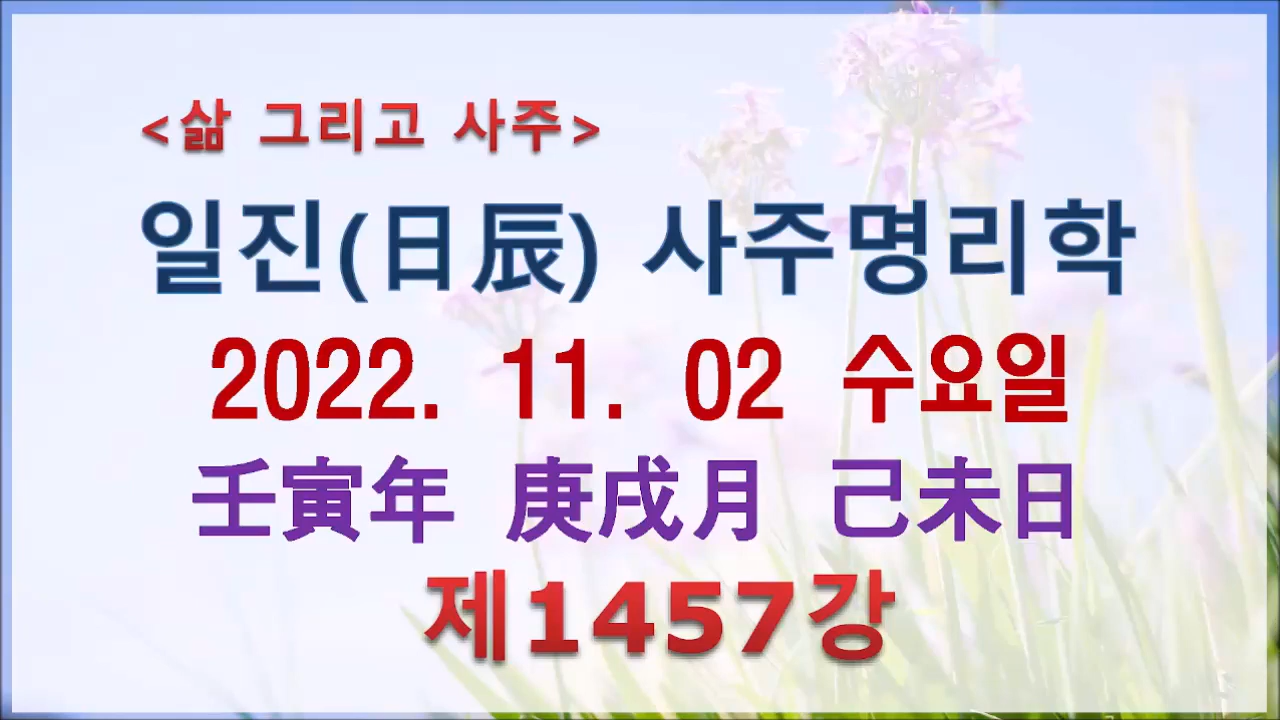 <삶 그리고 사주>
일진(日辰) 사주명리학
2022. 11. 02 수요일
壬寅年 庚戌月 己未日
제1457강